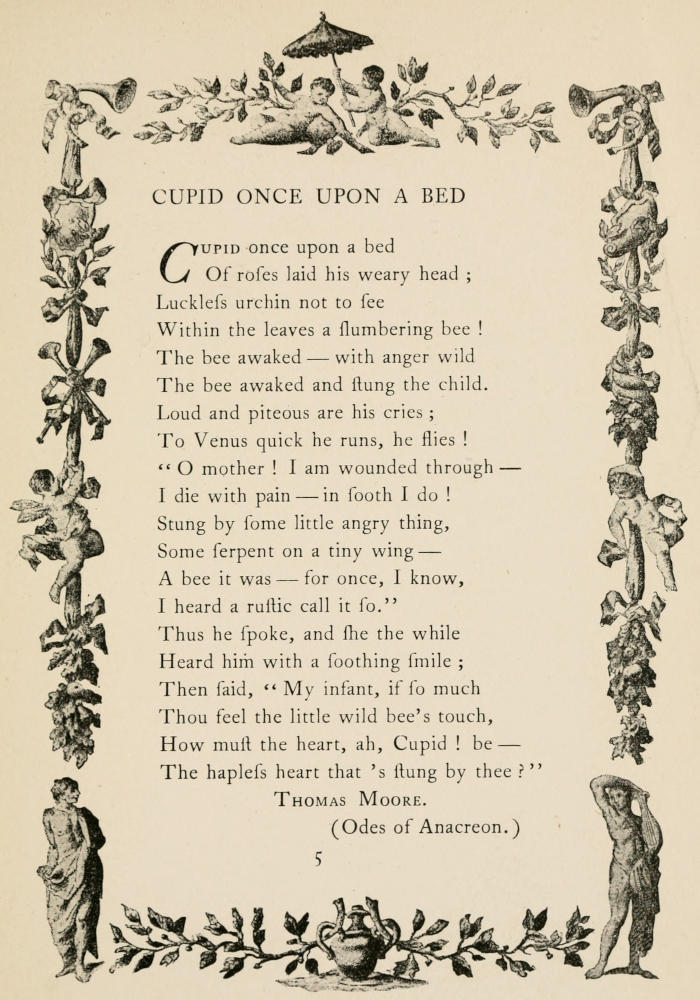 CUPID ONCE UPON A BED
CUPID once upon a bed
Of roſes laid his weary head ;
Luckleſs urchin not to ſee
Within the leaves a ſlumbering bee !
The bee awaked — with anger wild
The bee awaked and ſtung the child.
Loud and piteous are his cries ;
To Venus quick he runs, he flies !
“ O mother ! I am wounded through —
I die with pain — in ſooth I do !
Stung by ſome little angry thing,
Some ſerpent on a tiny wing —
A bee it was — for once, I know,
I heard a ruſtic call it ſo.”
Thus he ſpoke, and ſhe the while
Heard him with a ſoothing ſmile ;
Then ſaid, “ My infant, if ſo much
Thou feel the little wild bee’s touch,
How muſt the heart, ah, Cupid ! be —
The hapleſs heart that ’s ſtung by thee ?”
THOMAS MOORE.
(Odes of Anacreon.)
5